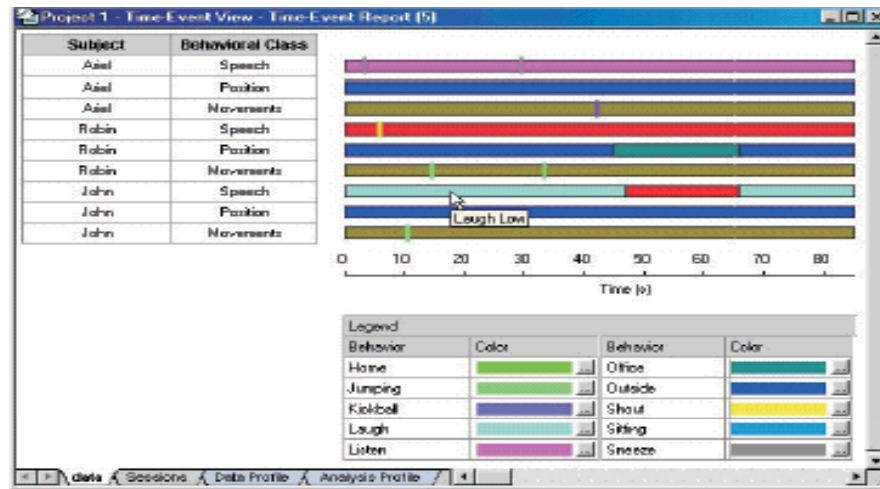 Project 1 - Time-Event View - Time-Event Report (5)
Subject Behavioral Class
Ariel Speech
Ariel Position
Ariel Movements
Robin Speech
Robin Position
Robin Movements
John Speech
John Position
John Movements
Laugh Low
0 10 20 30 40 50 60 70 80
Time (s)
Legend
Behavior Color Behavior Color
Home ... Office ...
Jumping ... Outside ...
Kickball ... Shout ...
Laugh ... Sitting ...
Listen ... Sneeze ...
data Sessions Data Profile Analysis Profile